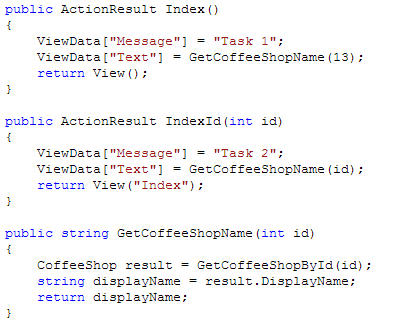 public ActionResult Index()
{
    ViewData["Message"] = "Task 1";
    ViewData["Text"] = GetCoffeeShopName(13);
    return View();
}

public ActionResult IndexId(int id)
{
    ViewData["Message"] = "Task 2";
    ViewData["Text"] = GetCoffeeShopName(id);
    return View("Index");
}

public string GetCoffeeShopName(int id)
{
    CoffeeShop result = GetCoffeeShopById(id);
    string displayName = result.DisplayName;
    return displayName;
}